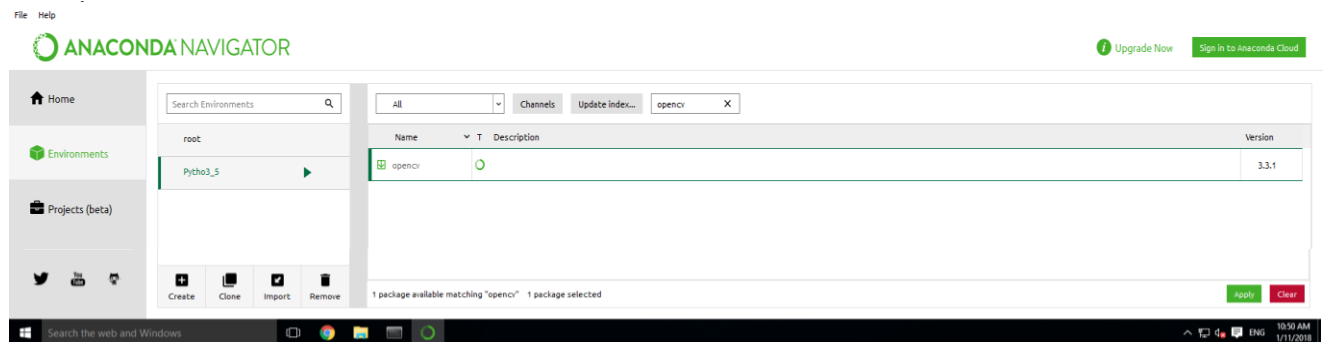 File Help
ANACONDA NAVIGATOR
Upgrade Now
Sign in to Anaconda Cloud
Home
Environments
Projects (beta)
You
Tube
Search Environments
root
Pytho3_5
Create Clone Import Remove
All Channels Update index... opencv X
Name T Description Version
opencv 3.3.1
1 package available matching "opencv" 1 package selected
Apply Clear
Search the web and Windows
ENG
10:50 AM
1/11/2018